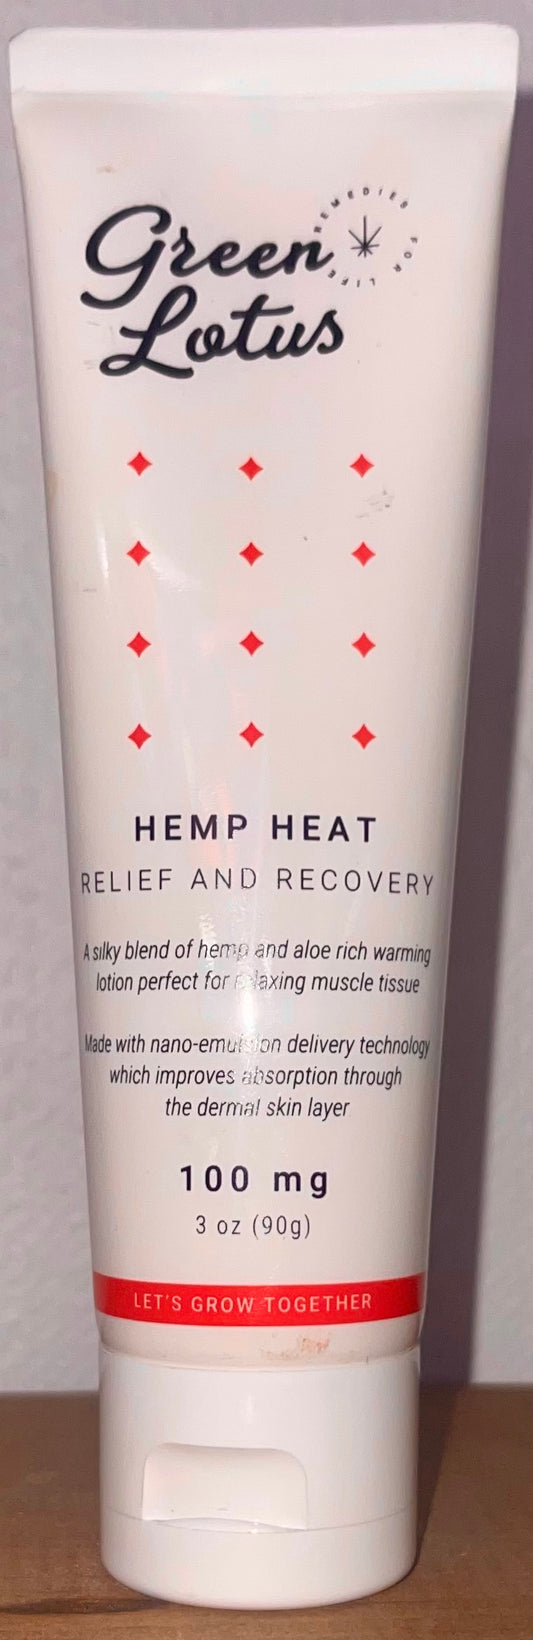 Green
Lotus
REMEDIES FOR LIFE
HEMP HEAT
RELIEF AND RECOVERY
A silky blend of hemp and aloe rich warming
lotion perfect for relaxing muscle tissue
Made with nano-emulsion delivery technology
which improves absorption through
the dermal skin layer
100 mg
3 oz (90g)
LET'S GROW TOGETHER